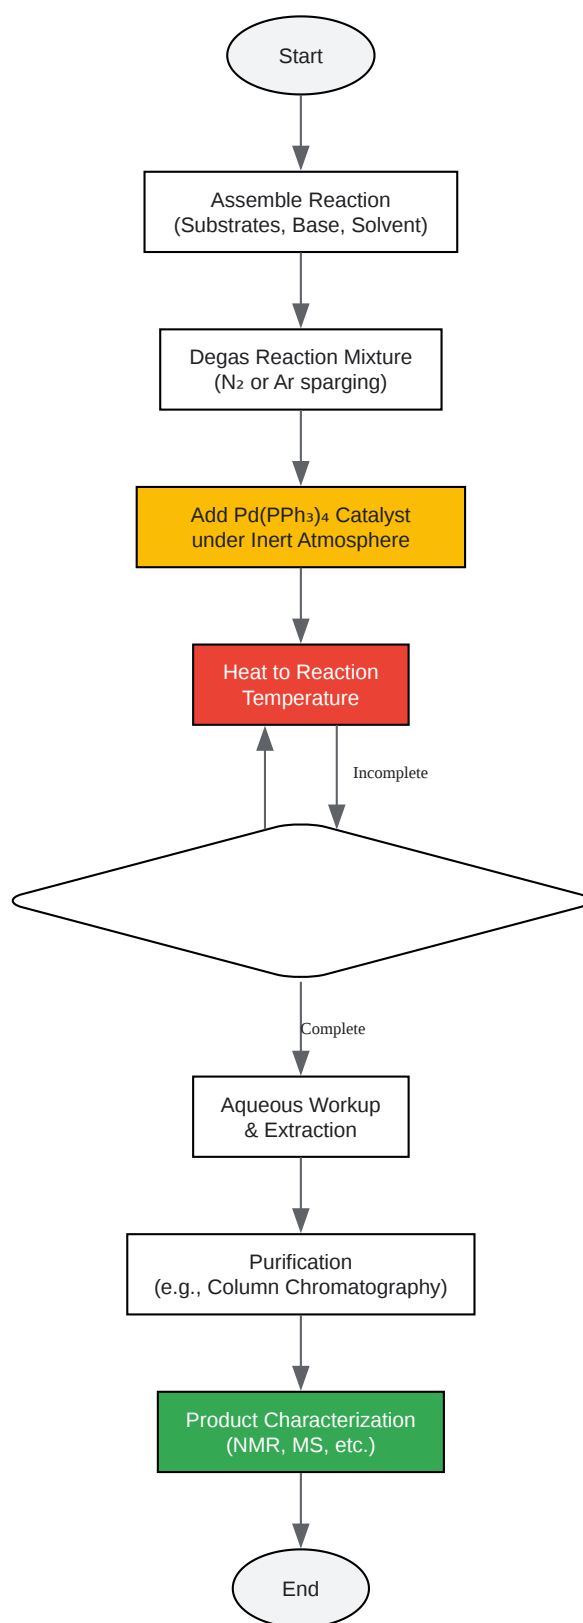 Start
Assemble Reaction
(Substrates, Base, Solvent)
Degas Reaction Mixture
(N₂ or Ar sparging)
Add Pd(PPh₃)₄ Catalyst
under Inert Atmosphere
Heat to Reaction
Temperature
Incomplete
Complete
Aqueous Workup
& Extraction
Purification
(e.g., Column Chromatography)
Product Characterization
(NMR, MS, etc.)
End